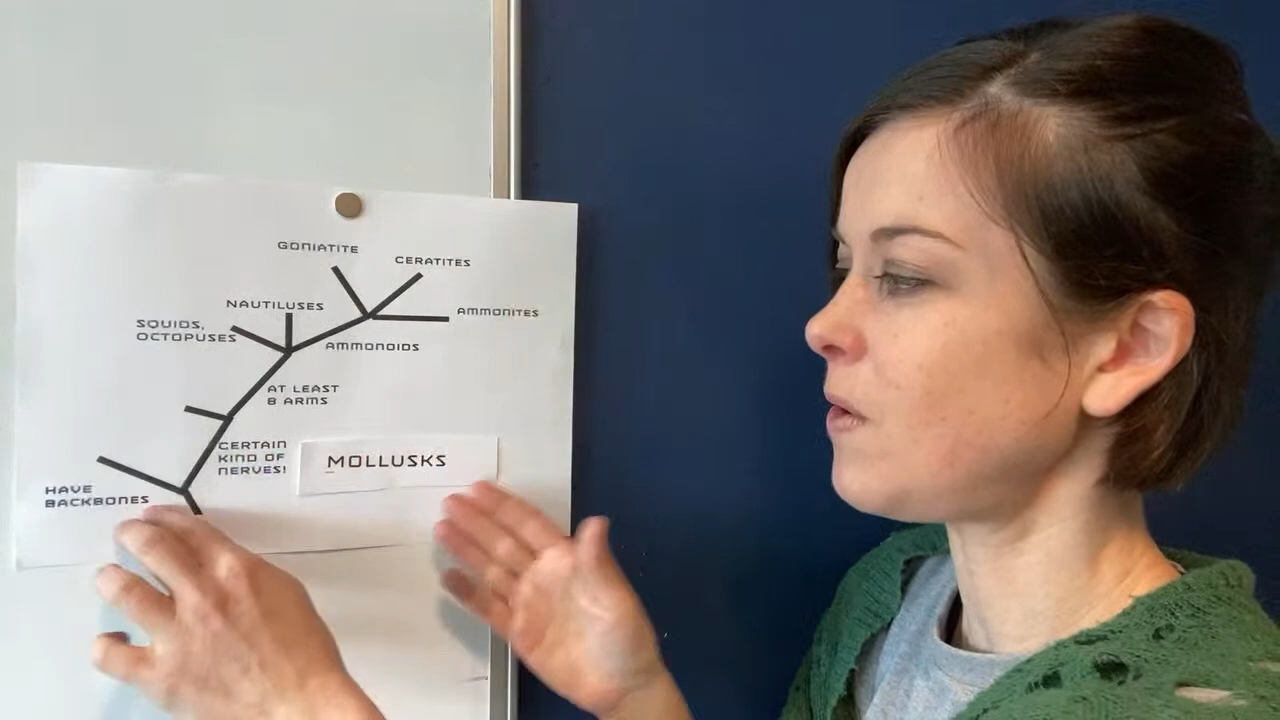 GONIATITE
CERATITES
NAUTILUSES
AMMONITES
SQUIDS,
OCTOPUSES
AMMONOIDS
AT LEAST
8 ARMS
CERTAIN
KIND OF
NERVES!
MOLLUSKS
HAVE
BACKBONES